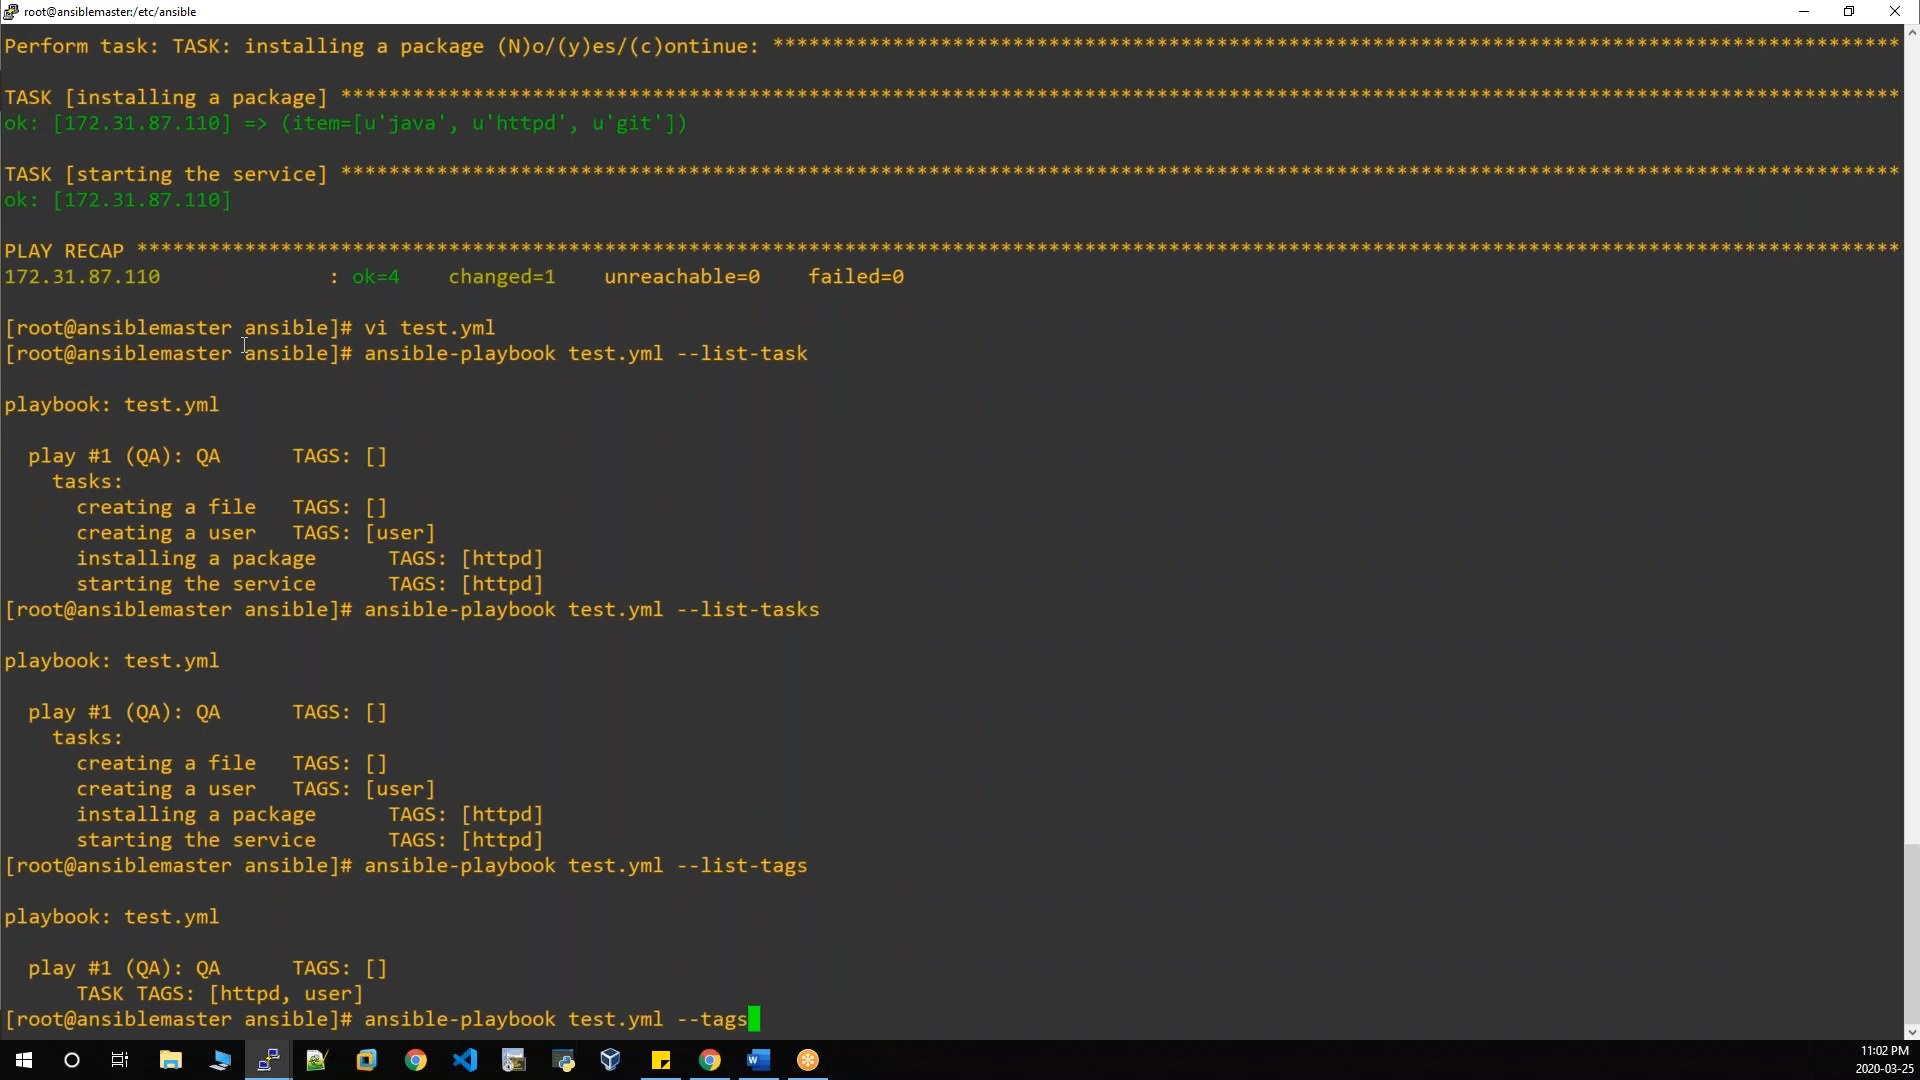 root@ansiblemaster:/etc/ansible
Perform task: TASK: installing a package (N)o/(y)es/(c)ontinue: **********************************************************************************************
TASK [installing a package] **********************************************************************************************************************************
ok: [172.31.87.110] => (item=[u'java', u'httpd', u'git'])
TASK [starting the service] **********************************************************************************************************************************
ok: [172.31.87.110]
PLAY RECAP ***************************************************************************************************************************************************
172.31.87.110              : ok=4    changed=1    unreachable=0    failed=0
[root@ansiblemaster ansible]# vi test.yml
[root@ansiblemaster ansible]# ansible-playbook test.yml --list-task
playbook: test.yml
  play #1 (QA): QA      TAGS: []
    tasks:
      creating a file   TAGS: []
      creating a user   TAGS: [user]
      installing a package      TAGS: [httpd]
      starting the service      TAGS: [httpd]
[root@ansiblemaster ansible]# ansible-playbook test.yml --list-tasks
playbook: test.yml
  play #1 (QA): QA      TAGS: []
    tasks:
      creating a file   TAGS: []
      creating a user   TAGS: [user]
      installing a package      TAGS: [httpd]
      starting the service      TAGS: [httpd]
[root@ansiblemaster ansible]# ansible-playbook test.yml --list-tags
playbook: test.yml
  play #1 (QA): QA      TAGS: []
      TASK TAGS: [httpd, user]
[root@ansiblemaster ansible]# ansible-playbook test.yml --tags
11:02 PM
2020-03-25